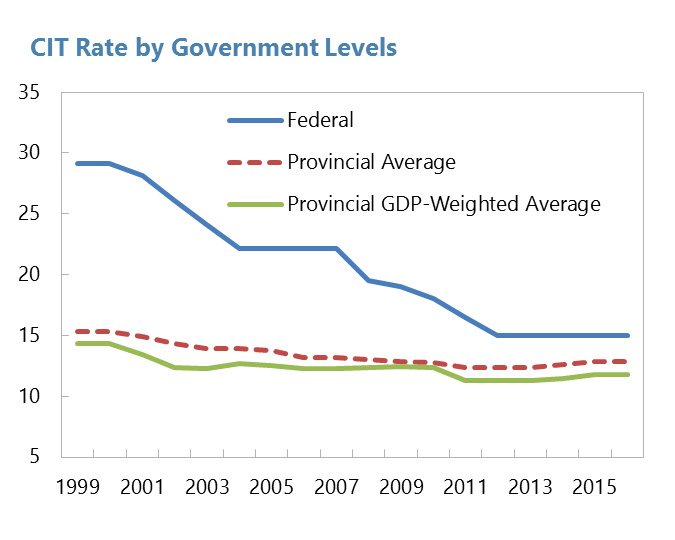 CIT Rate by Government Levels
35
30
25
20
15
10
5
Federal
Provincial Average
Provincial GDP-Weighted Average
1999 2001 2003 2005 2007 2009 2011 2013 2015